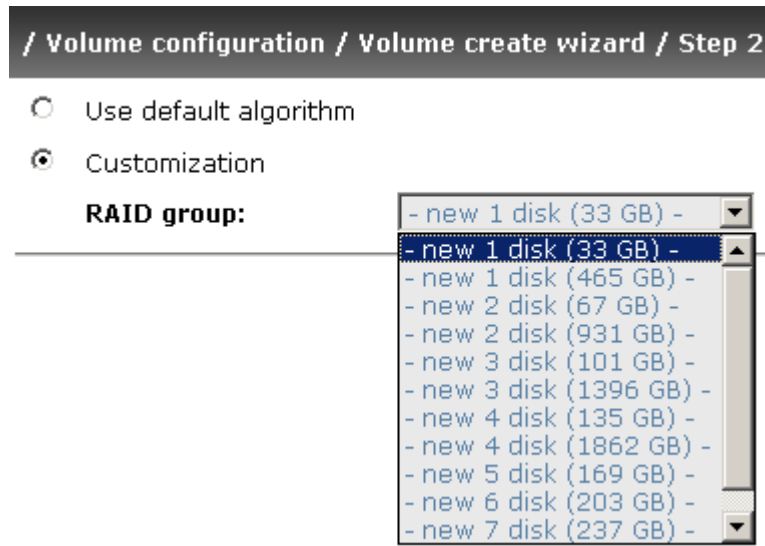 / Volume configuration / Volume create wizard / Step 2
Use default algorithm
Customization
RAID group: - new 1 disk (33 GB) -
- new 1 disk (33 GB) -
- new 1 disk (465 GB) -
- new 2 disk (67 GB) -
- new 2 disk (931 GB) -
- new 3 disk (101 GB) -
- new 3 disk (1396 GB) -
- new 4 disk (135 GB) -
- new 4 disk (1862 GB) -
- new 5 disk (169 GB) -
- new 6 disk (203 GB) -
- new 7 disk (237 GB) -